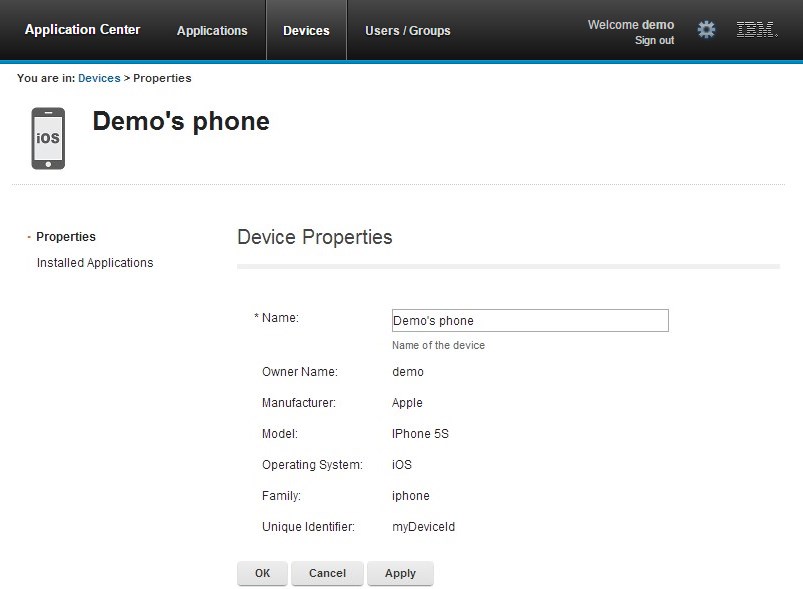 Application Center Applications Devices Users / Groups Welcome demo
Sign out
IBM.
You are in: Devices > Properties
iOS
Demo's phone
Properties
Installed Applications
Device Properties
* Name: Demo's phone
Name of the device
Owner Name: demo
Manufacturer: Apple
Model: IPhone 5S
Operating System: iOS
Family: iphone
Unique Identifier: myDeviceId
OK Cancel Apply